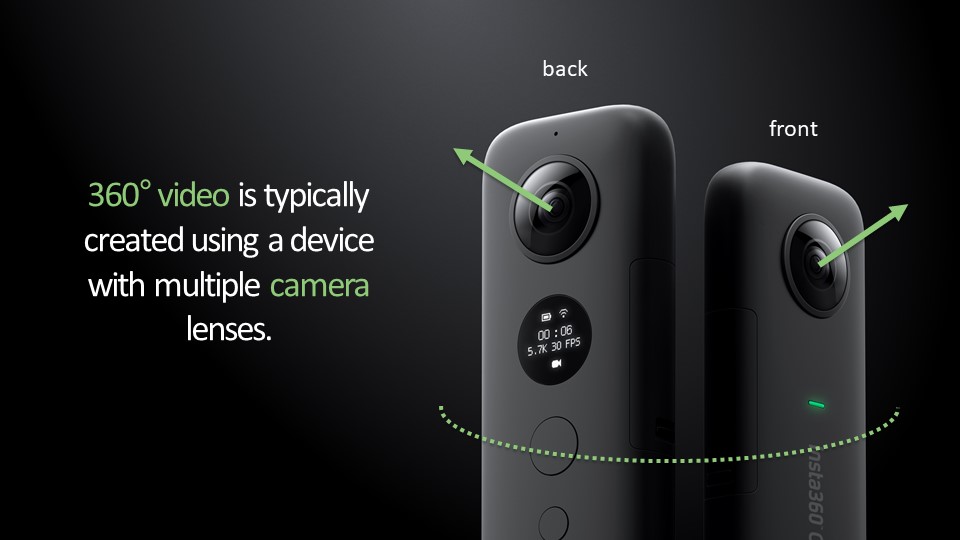 back
front
360° video is typically
created using a device
with multiple camera
lenses.
00:06
5.7K 30 FPS
Insta360 O